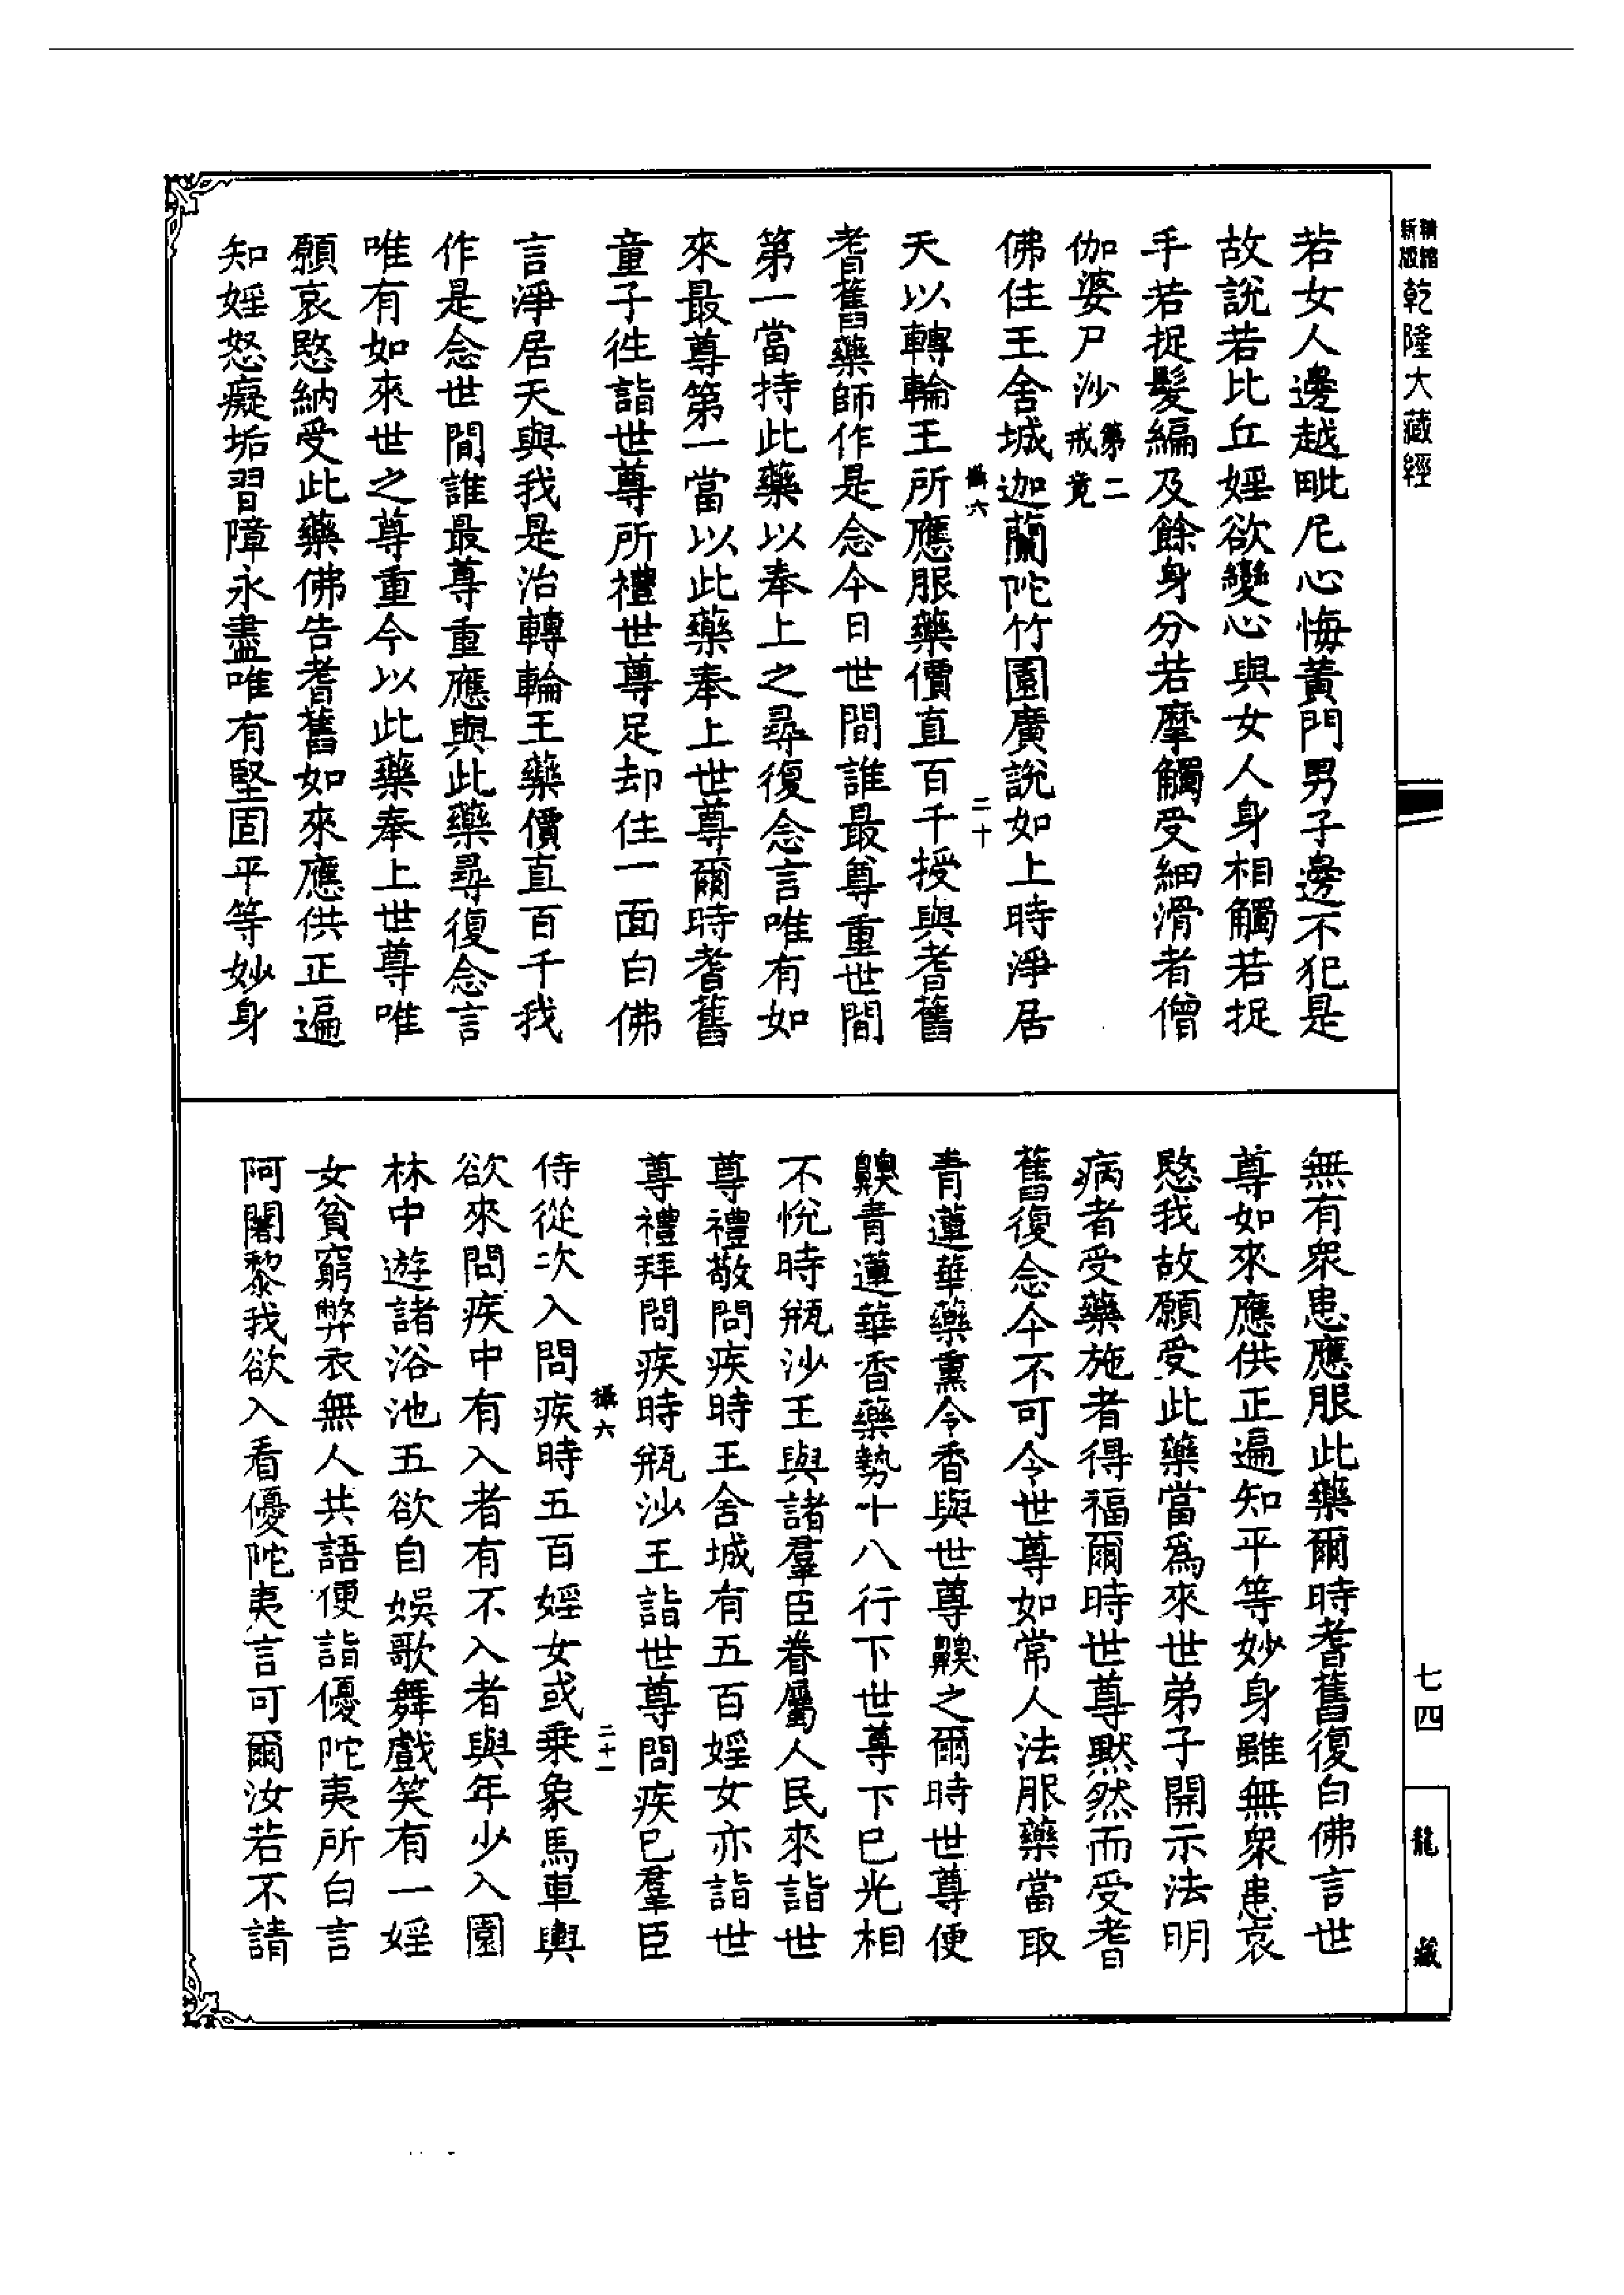 新版
精縮
乾隆大藏經
七四
龍藏
若女人邊越毗尼心悔黃門男子邊不犯是
故說若比丘婬欲變心與女人身相觸若捉
手若捉髮編及餘身分若摩觸受細滑者僧
伽婆尸沙第二戒竟
佛住王舍城迦蘭陀竹園廣說如上時淨居
攝六
二十
天以轉輪王所應服藥價直百千授與耆舊
耆舊藥師作是念今日世間誰最尊重世間
第一當持此藥以奉上之尋復念言唯有如
來最尊第一當以此藥奉上世尊爾時耆舊
童子往詣世尊所禮世尊足却住一面白佛
言淨居天與我是治轉輪王藥價直百千我
作是念世間誰最尊重應與此藥尋復念言
唯有如來世之尊重今以此藥奉上世尊唯
願哀愍納受此藥佛告耆舊如來應供正遍
知婬怒癡垢習障永盡唯有堅固平等妙身
無有眾患應服此藥爾時耆舊復白佛言世
尊如來應供正遍知平等妙身雖無眾患哀
愍我故願受此藥當為來世弟子開示法明
病者受藥施者得福爾時世尊默然而受耆
舊復念今不可令世尊如常人法服藥當取
青蓮華藥熏令香與世尊齅之爾時世尊便
齅青蓮華香藥勢十八行下世尊下已光相
不悅時瓶沙王與諸羣臣眷屬人民來詣世
尊禮敬問疾時王舍城有五百婬女亦詣世
尊禮拜問疾時瓶沙王詣世尊問疾已羣臣
攝六
二十一
侍從次入問疾時五百婬女或乘象馬車輿
欲來問疾中有入者有不入者與年少入園
林中遊諸浴池五欲自娛歌舞戲笑有一婬
女貧窮弊衣無人共語便詣優陀夷所白言
阿闍黎我欲入看優陀夷言可爾汝若不請